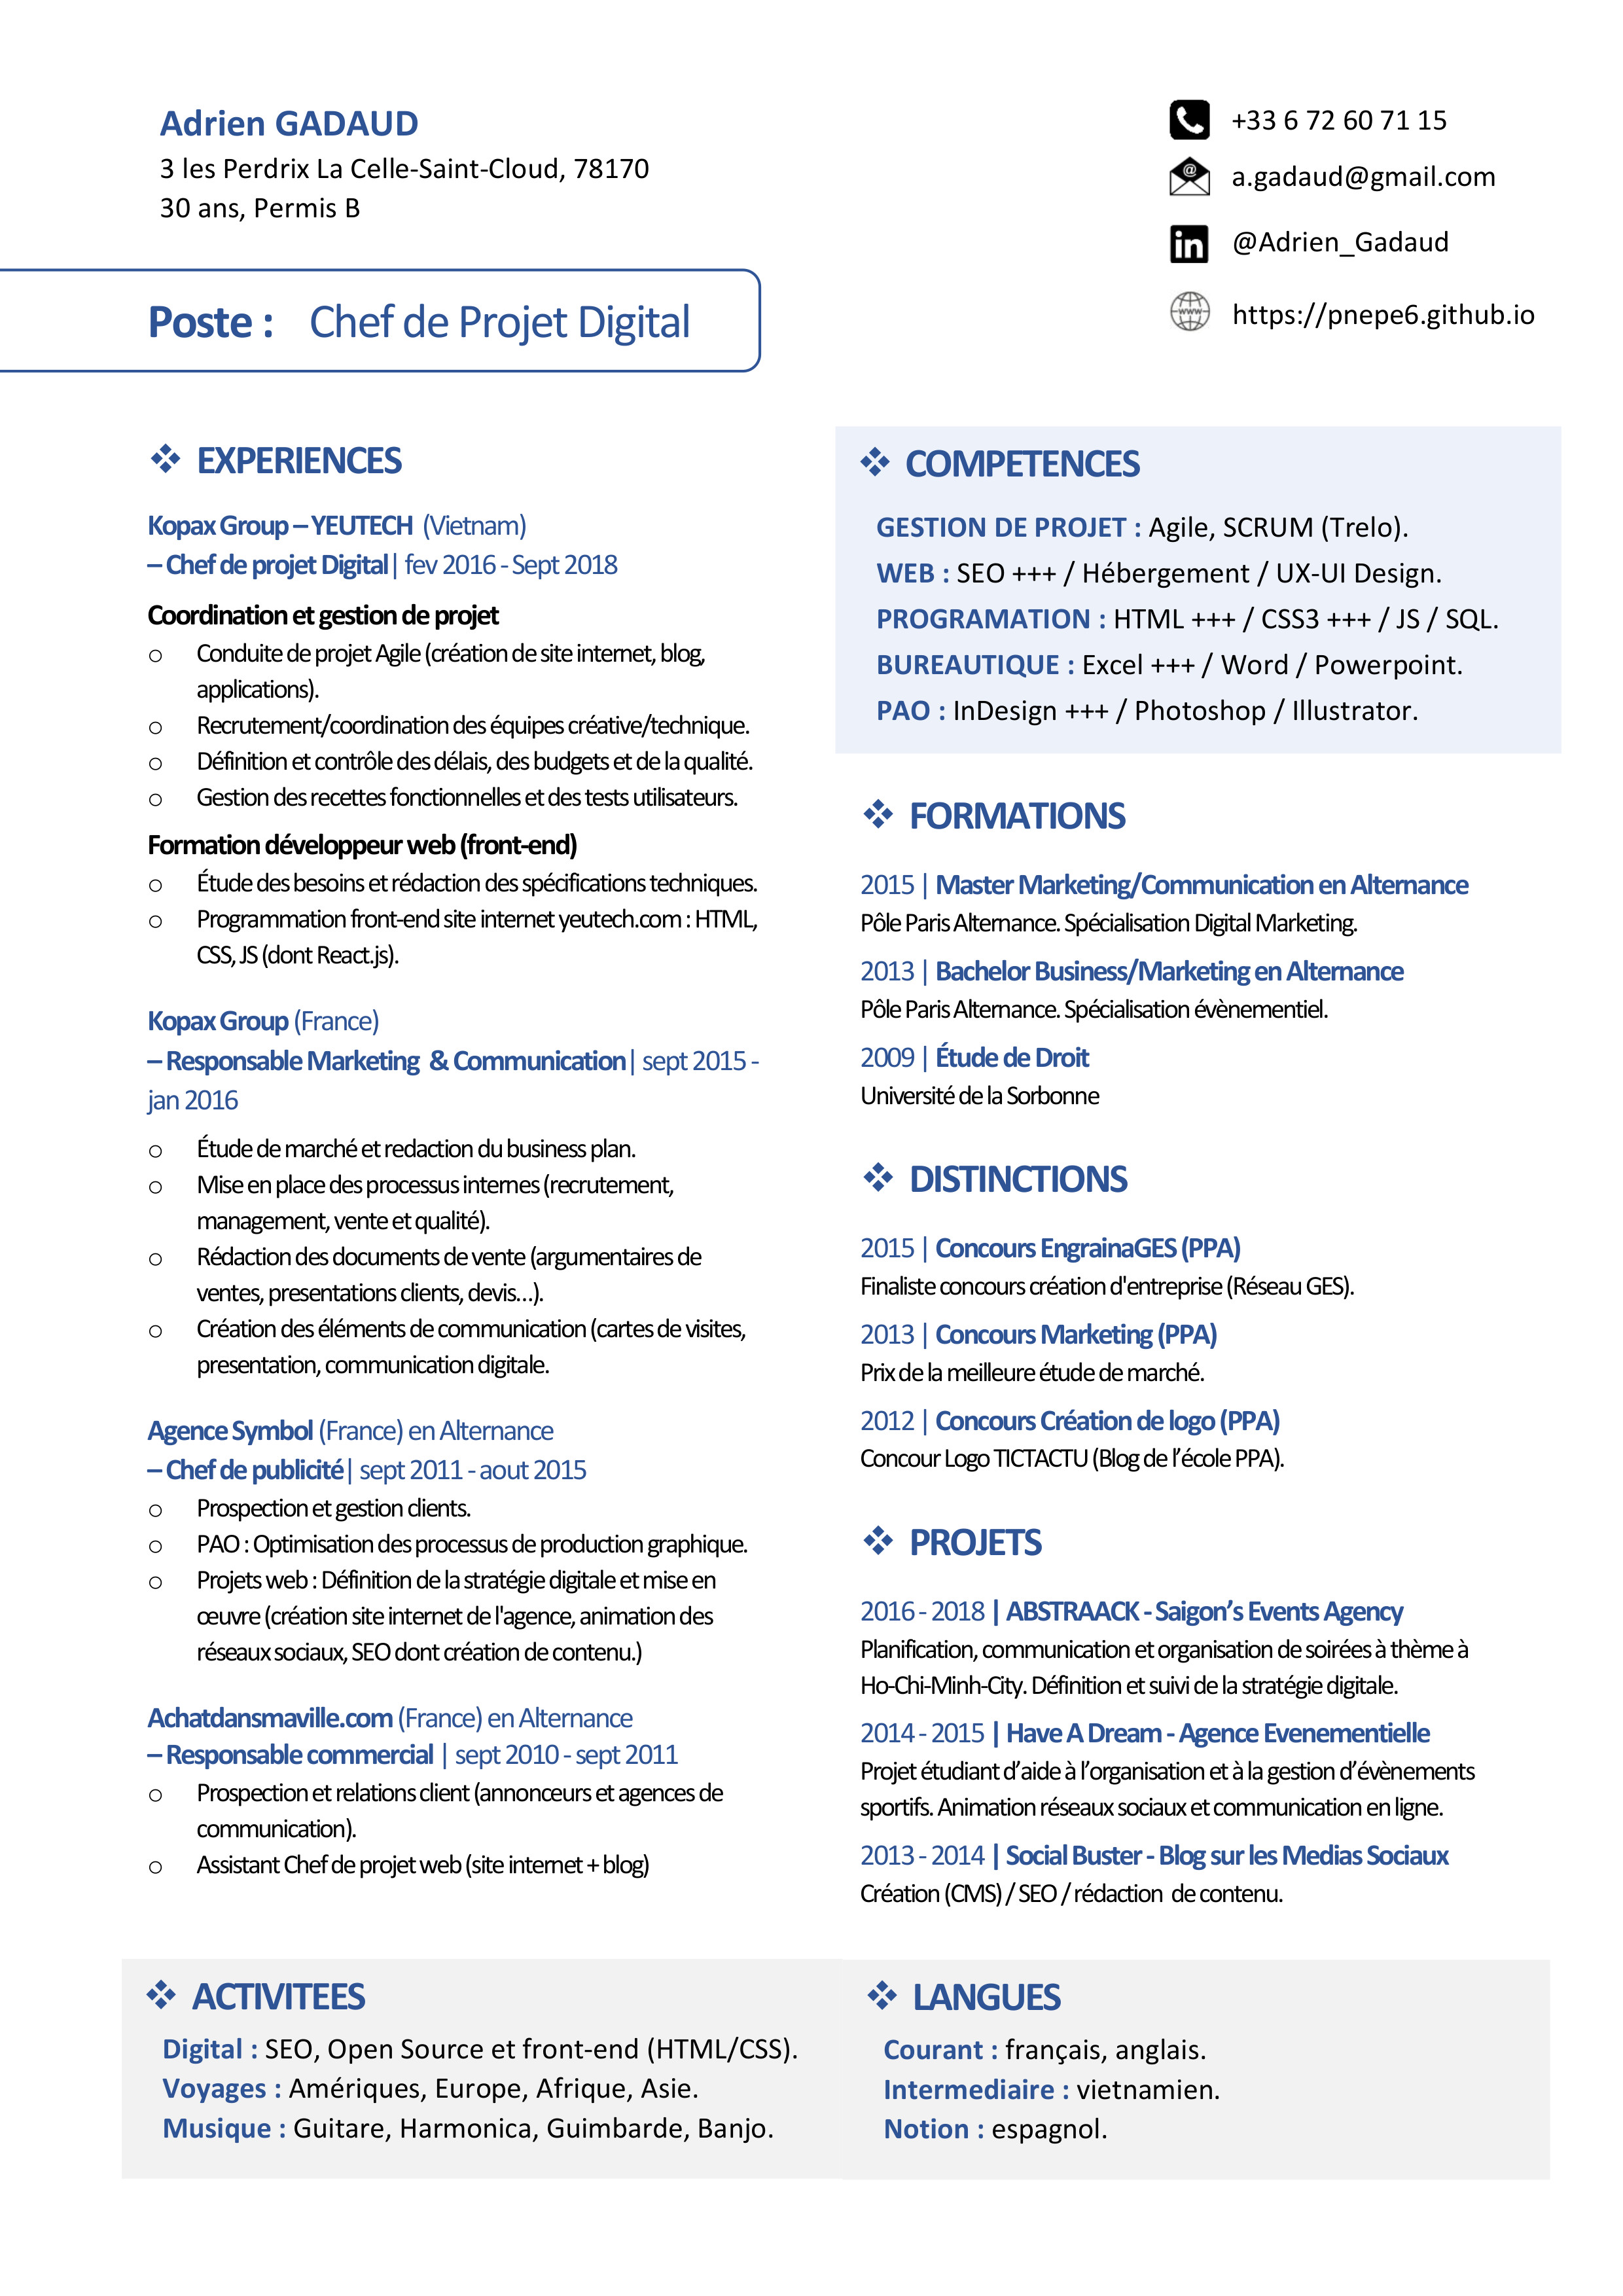 Adrien GADAUD
3 les Perdrix La Celle-Saint-Cloud, 78170
30 ans, Permis B
+33 6 72 60 71 15
a.gadaud@gmail.com
@Adrien_Gadaud
https://pnepe6.github.io
Poste : Chef de Projet Digital
EXPERIENCES
Kopax Group – YEUTECH (Vietnam)
– Chef de projet Digital | fev 2016 - Sept 2018
Coordination et gestion de projet
o Conduite de projet Agile (création de site internet, blog,
applications).
o Recrutement/coordination des équipes créative/technique.
o Définition et contrôle des délais, des budgets et de la qualité.
o Gestion des recettes fonctionnelles et des tests utilisateurs.
Formation développeur web (front-end)
o Étude des besoins et rédaction des spécifications techniques.
o Programmation front-end site internet yeutech.com : HTML,
CSS, JS (dont React.js).
Kopax Group (France)
– Responsable Marketing & Communication | sept 2015 -
jan 2016
o Étude de marché et redaction du business plan.
o Mise en place des processus internes (recrutement,
management, vente et qualité).
o Rédaction des documents de vente (argumentaires de
ventes, presentations clients, devis…).
o Création des éléments de communication (cartes de visites,
presentation, communication digitale.
Agence Symbol (France) en Alternance
– Chef de publicité | sept 2011 - aout 2015
o Prospection et gestion clients.
o PAO : Optimisation des processus de production graphique.
o Projets web : Définition de la stratégie digitale et mise en
œuvre (création site internet de l'agence, animation des
réseaux sociaux, SEO dont création de contenu.)
Achatdansmaville.com (France) en Alternance
– Responsable commercial | sept 2010 - sept 2011
o Prospection et relations client (annonceurs et agences de
communication).
o Assistant Chef de projet web (site internet + blog)
COMPETENCES
GESTION DE PROJET : Agile, SCRUM (Trelo).
WEB : SEO +++ / Hébergement / UX-UI Design.
PROGRAMATION : HTML +++ / CSS3 +++ / JS / SQL.
BUREAUTIQUE : Excel +++ / Word / Powerpoint.
PAO : InDesign +++ / Photoshop / Illustrator.
FORMATIONS
2015 | Master Marketing/Communication en Alternance
Pôle Paris Alternance. Spécialisation Digital Marketing.
2013 | Bachelor Business/Marketing en Alternance
Pôle Paris Alternance. Spécialisation évènementiel.
2009 | Étude de Droit
Université de la Sorbonne
DISTINCTIONS
2015 | Concours EngrainaGES (PPA)
Finaliste concours création d'entreprise (Réseau GES).
2013 | Concours Marketing (PPA)
Prix de la meilleure étude de marché.
2012 | Concours Création de logo (PPA)
Concour Logo TICTACTU (Blog de l’école PPA).
PROJETS
2016 - 2018 | ABSTRAACK - Saigon’s Events Agency
Planification, communication et organisation de soirées à thème à
Ho-Chi-Minh-City. Définition et suivi de la stratégie digitale.
2014 - 2015 | Have A Dream - Agence Evenementielle
Projet étudiant d’aide à l’organisation et à la gestion d’évènements
sportifs. Animation réseaux sociaux et communication en ligne.
2013 - 2014 | Social Buster - Blog sur les Medias Sociaux
Création (CMS) / SEO / rédaction de contenu.
ACTIVITEES
Digital : SEO, Open Source et front-end (HTML/CSS).
Voyages : Amériques, Europe, Afrique, Asie.
Musique : Guitare, Harmonica, Guimbarde, Banjo.
LANGUES
Courant : français, anglais.
Intermediaire : vietnamien.
Notion : espagnol.